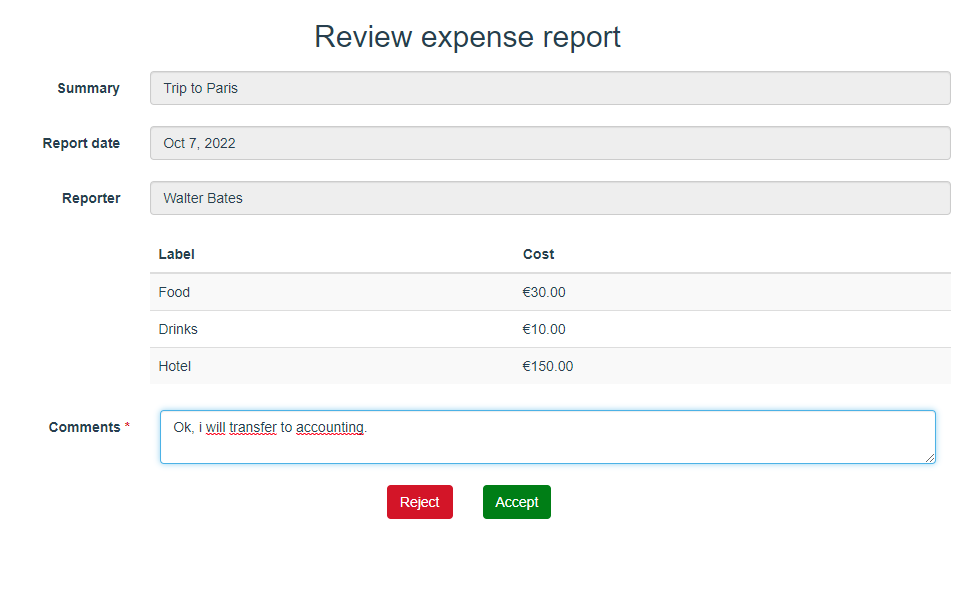 Review expense report
Summary Trip to Paris
Report date Oct 7, 2022
Reporter Walter Bates
Label Cost
Food €30.00
Drinks €10.00
Hotel €150.00
Comments * Ok, i will transfer to accounting.
Reject Accept